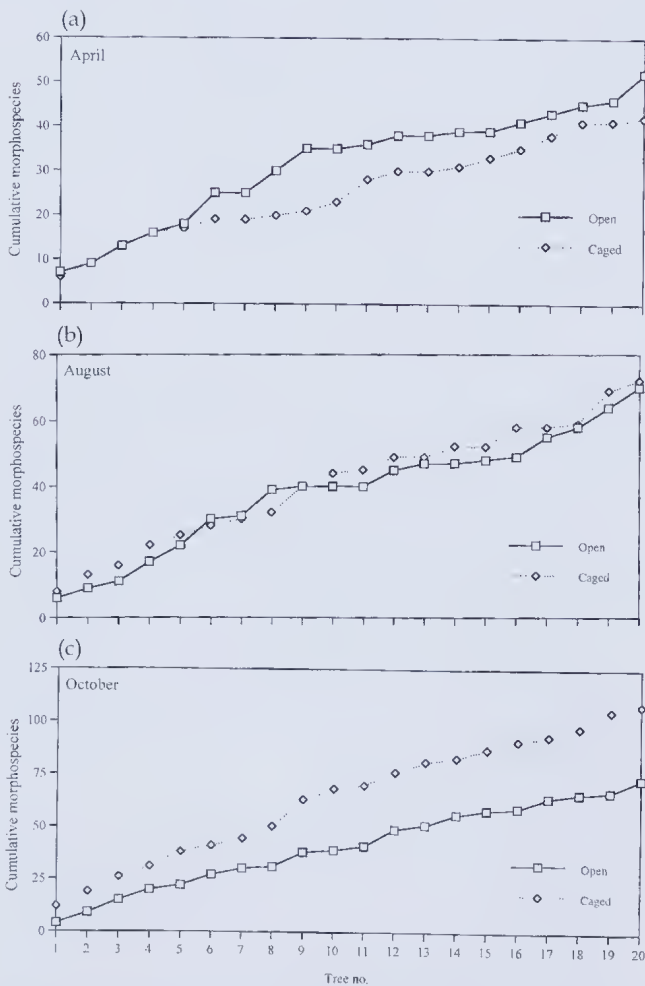 (a)
April
60
50
40
30
20
10
0
Cumulative morphospecies
Open
Caged
(b)
August
80
60
40
20
0
Cumulative morphospecies
Open
Caged
(c)
October
125
100
75
50
25
0
Cumulative morphospecies
Open
Caged
1 2 3 4 5 6 7 8 9 10 11 12 13 14 15 16 17 18 19 20
Tree no.